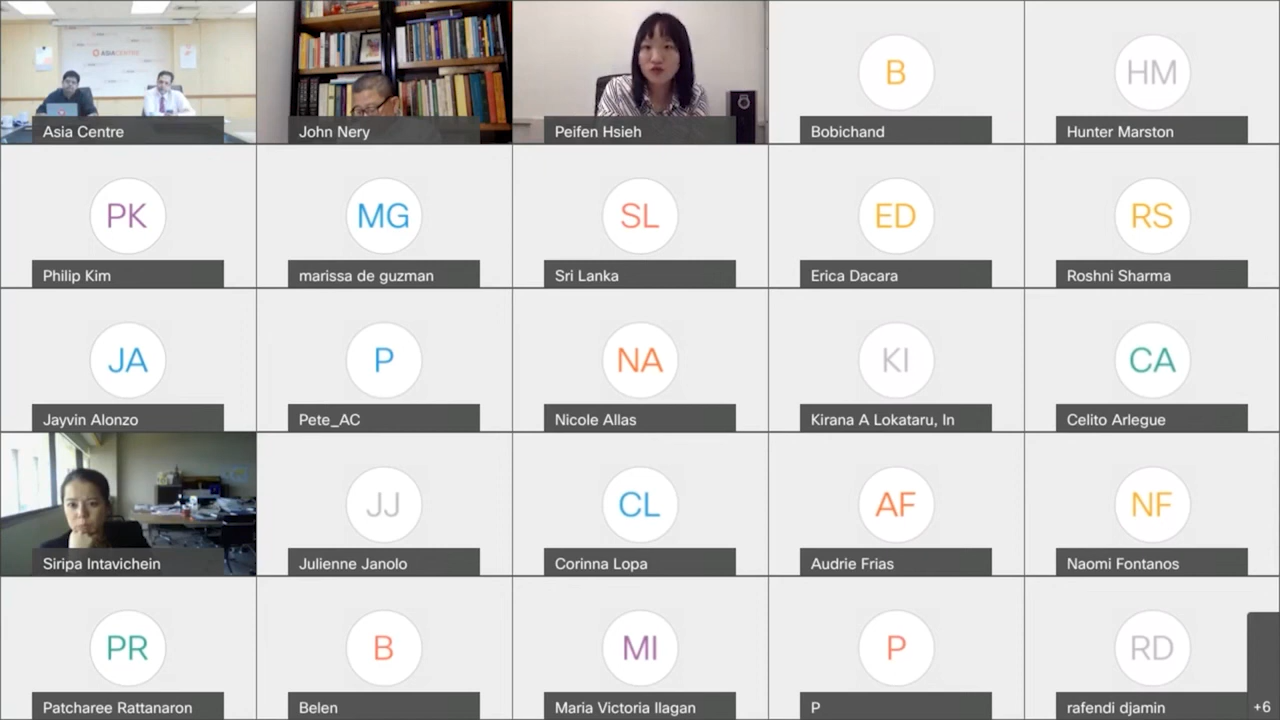 ASIACENTRE
Asia Centre
John Nery
Peifen Hsieh
B
Bobichand
HM
Hunter Marston
PK
Philip Kim
MG
marissa de guzman
SL
Sri Lanka
ED
Erica Dacara
RS
Roshni Sharma
JA
Jayvin Alonzo
P
Pete_AC
NA
Nicole Allas
KI
Kirana A Lokataru, In
CA
Celito Arlegue
Siripa Intavichein
JJ
Julienne Janolo
CL
Corinna Lopa
AF
Audrie Frias
NF
Naomi Fontanos
PR
Patcharee Rattanaron
B
Belen
MI
Maria Victoria Ilagan
P
P
RD
rafendi djamin
+6